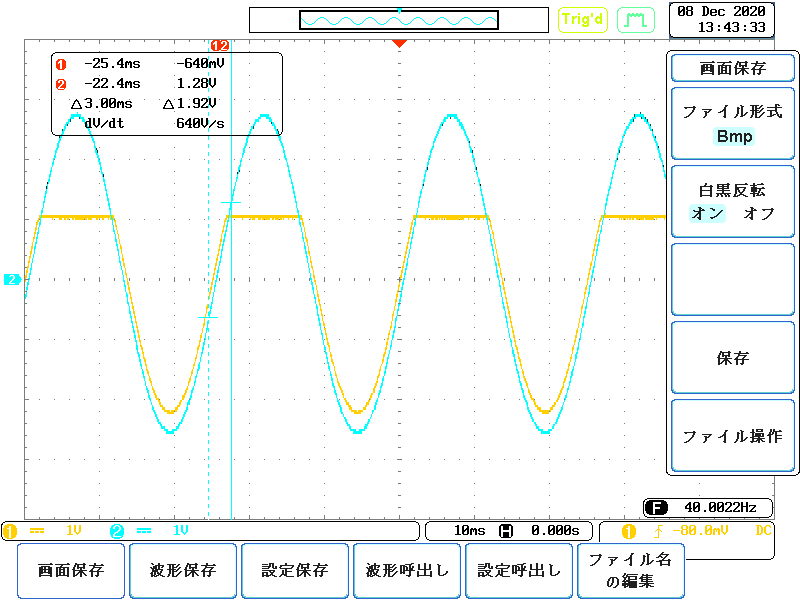 Trig'd
08 Dec 2020
13:43:33
12
1 -25.4ms -640mV
2 -22.4ms 1.28V
△3.00ms △1.92V
dV/dt 640V/s
2
画面保存
ファイル形式
Bmp
白黒反転
オン オフ
保存
ファイル操作
F 40.0022Hz
1 1V 2 1V 10ms H 0.000s 1 -80.0mV DC
画面保存 波形保存 設定保存 波形呼出し 設定呼出し ファイル名
の編集